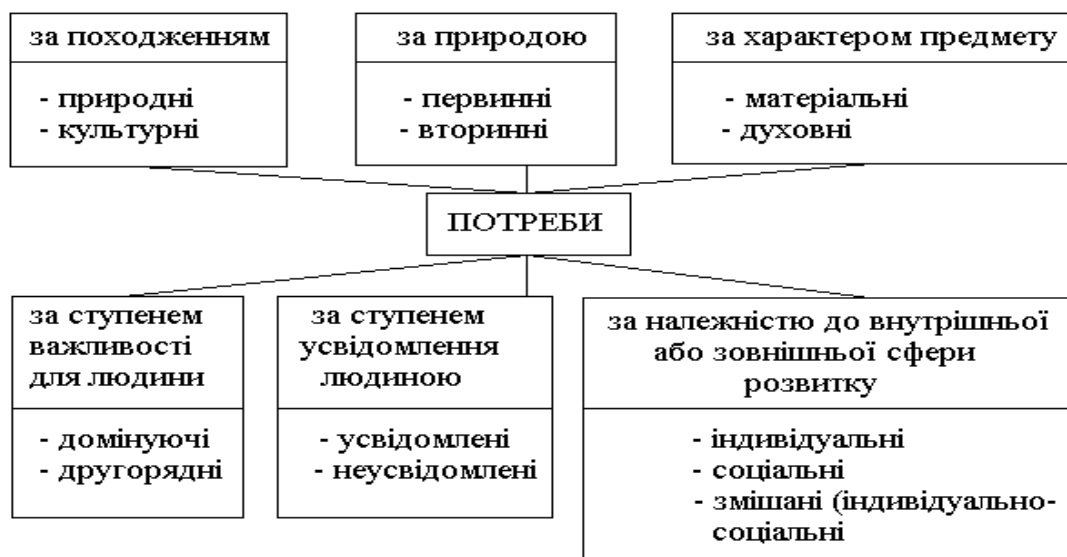 за походженням
- природні
- культурні
за природою
- первинні
- вторинні
за характером предмету
- матеріальні
- духовні
ПОТРЕБИ
за ступенем
важливості
для людини
- домінуючі
- другорядні
за ступенем
усвідомлення
людиною
- усвідомлені
- неусвідомлені
за належністю до внутрішньої
або зовнішньої сфери
розвитку
- індивідуальні
- соціальні
- змішані (індивідуально-
соціальні